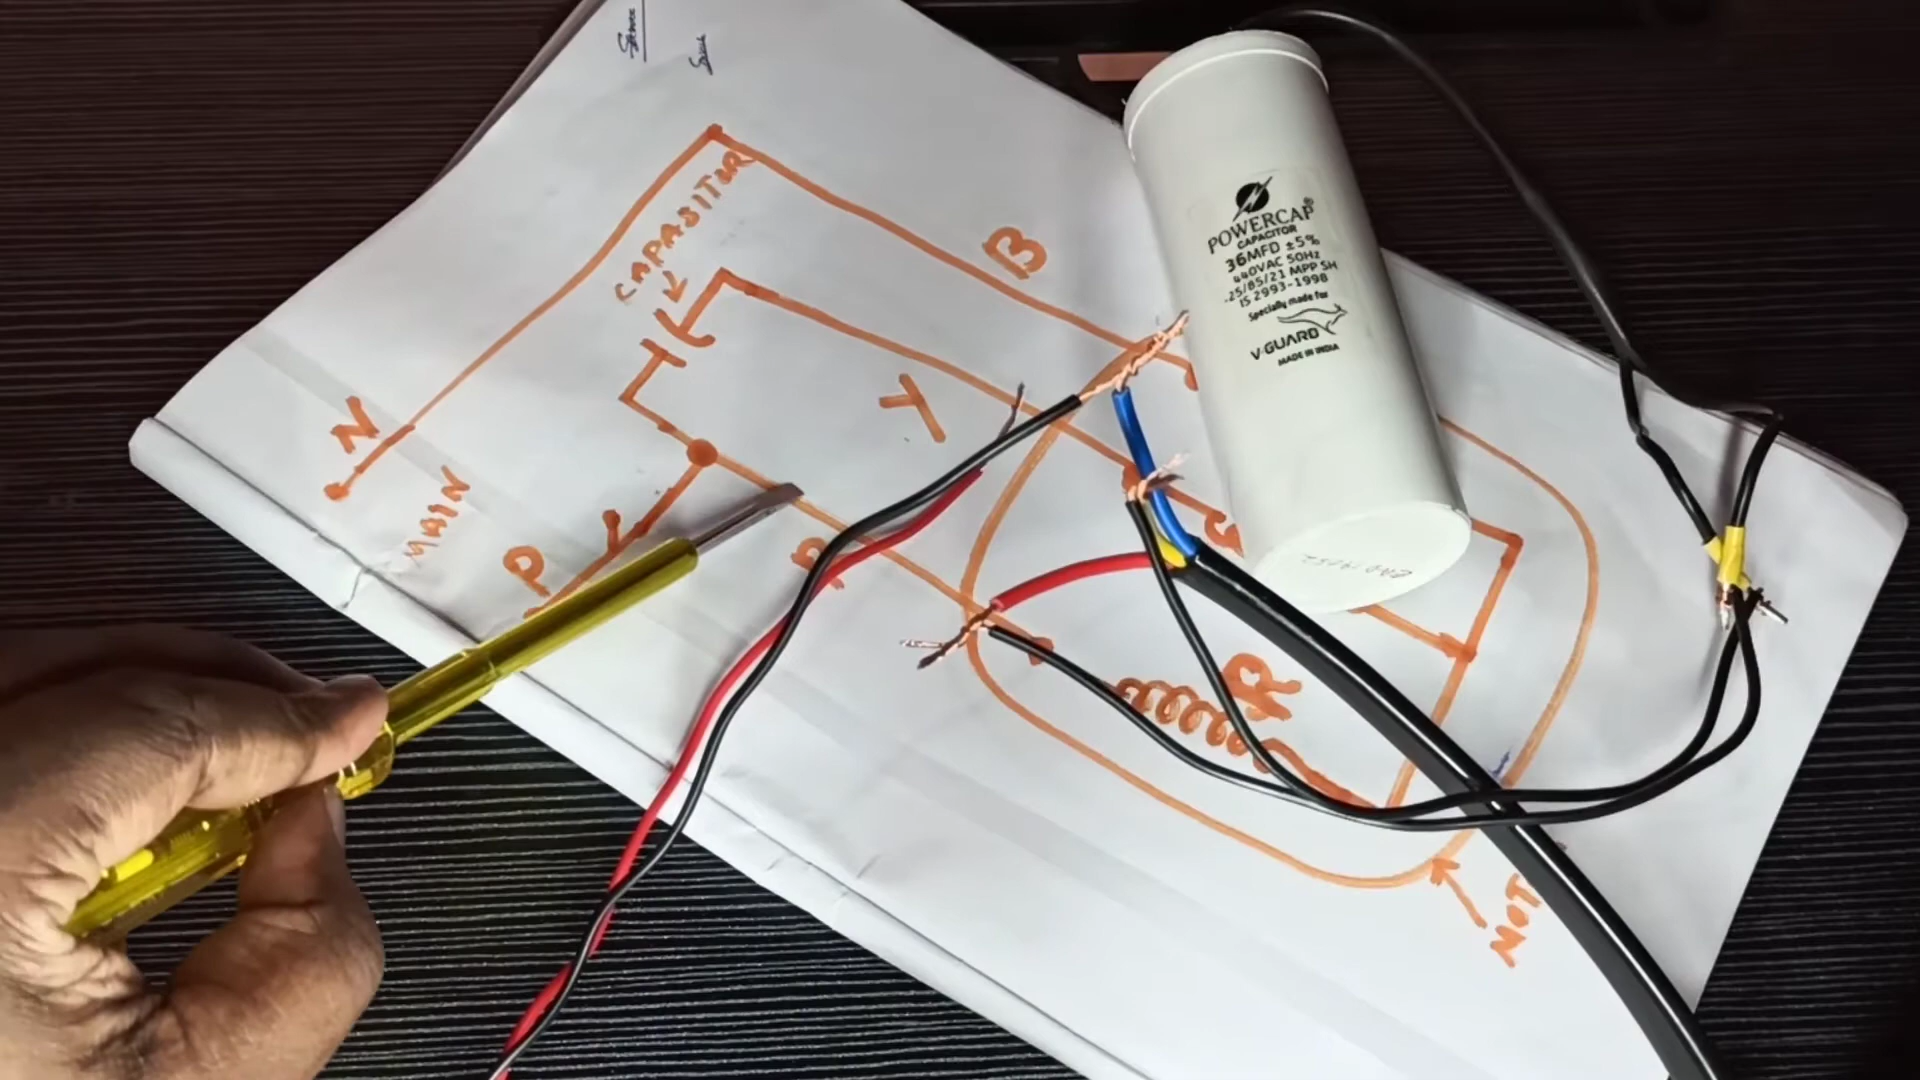 POWERCAP®
CAPACITOR
36MFD ±5%
440VAC 50Hz
-25/85/21 MPP SH
IS 2993-1998
Specially made for
V-GUARD
MADE IN INDIA
CAPASITOR
B
Y
N
MAIN
P
R
R
MOT